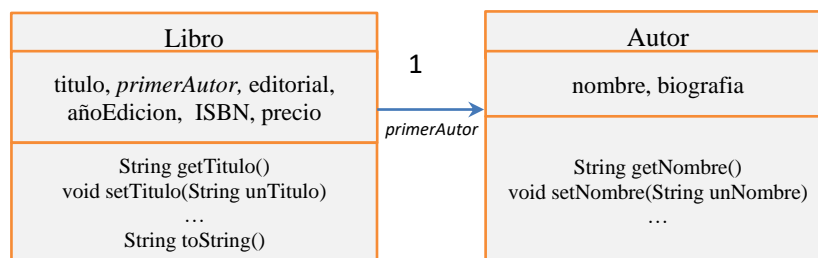 Libro
titulo, primerAutor, editorial,
añoEdicion, ISBN, precio
String getTitulo()
void setTitulo(String unTitulo)
…
String toString()
1
primerAutor
Autor
nombre, biografia
String getNombre()
void setNombre(String unNombre)
…